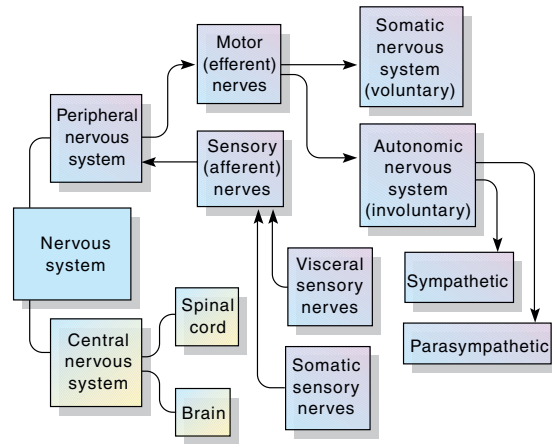 Motor
(efferent)
nerves
Somatic
nervous
system
(voluntary)
Peripheral
nervous
system
Sensory
(afferent)
nerves
Autonomic
nervous
system
(involuntary)
Nervous
system
Visceral
sensory
nerves
Sympathetic
Spinal
cord
Central
nervous
system
Parasympathetic
Somatic
sensory
nerves
Brain